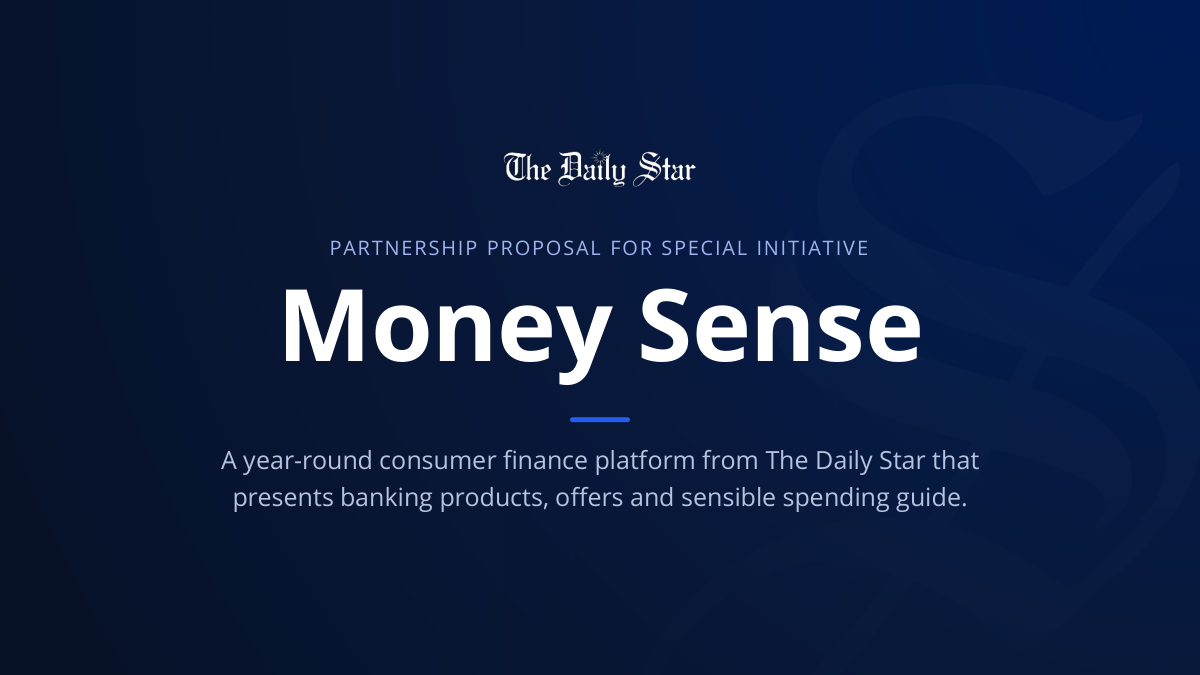 The Daily Star
PARTNERSHIP PROPOSAL FOR SPECIAL INITIATIVE
Money Sense
A year-round consumer finance platform from The Daily Star that
presents banking products, offers and sensible spending guide.